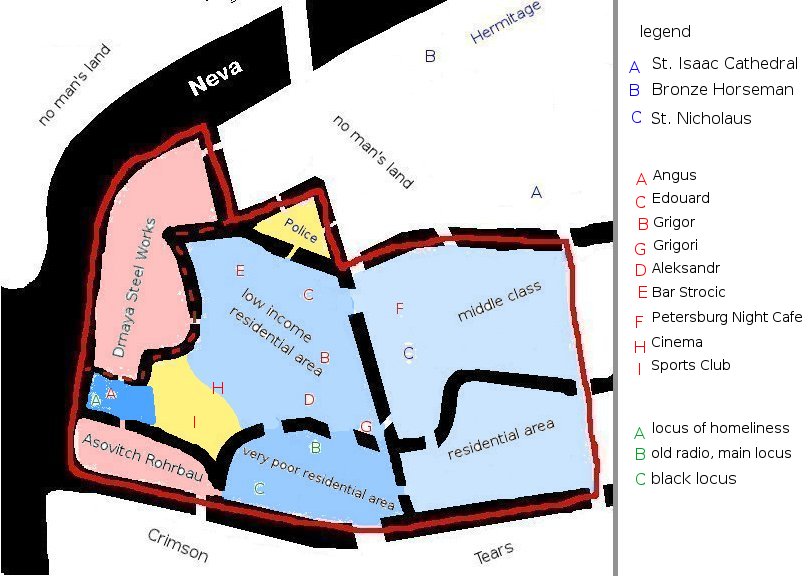 Hermitage
B
no man's land
Neva
no man's land
A
Police
Dmaya Steel Works
E
C
low income
residential area
F
middle class
B
C
H
A
A
D
I
G
B
residential area
Asovitch Rohrbau
very poor residential area
C
Crimson
Tears
legend
A St. Isaac Cathedral
B Bronze Horseman
C St. Nicholaus
A Angus
C Edouard
B Grigor
G Grigori
D Aleksandr
E Bar Strocic
F Petersburg Night Cafe
H Cinema
I Sports Club
A locus of homeliness
B old radio, main locus
C black locus